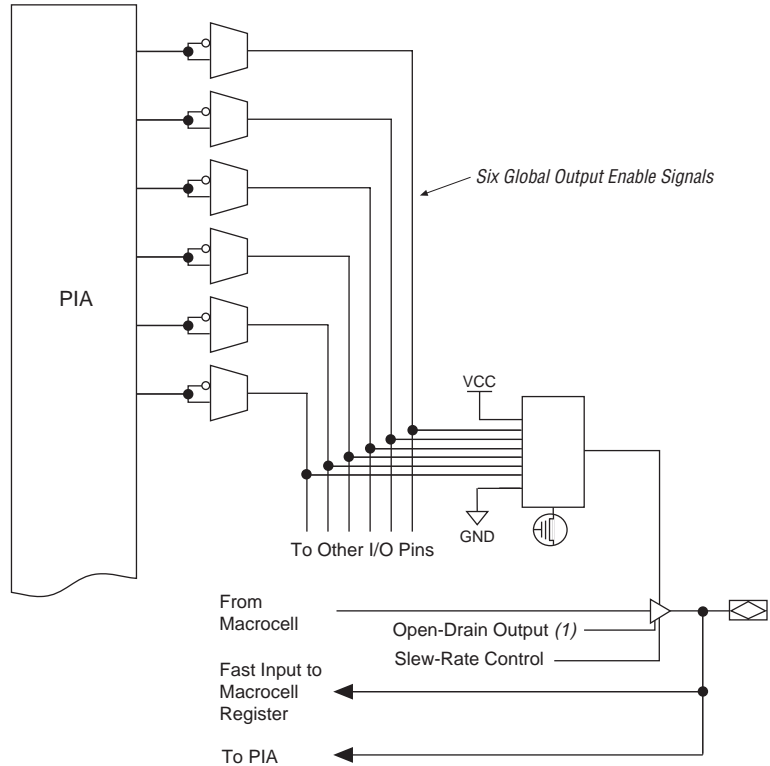 PIA
Six Global Output Enable Signals
VCC
GND
To Other I/O Pins
From
Macrocell
Open-Drain Output (1)
Slew-Rate Control
Fast Input to
Macrocell
Register
To PIA